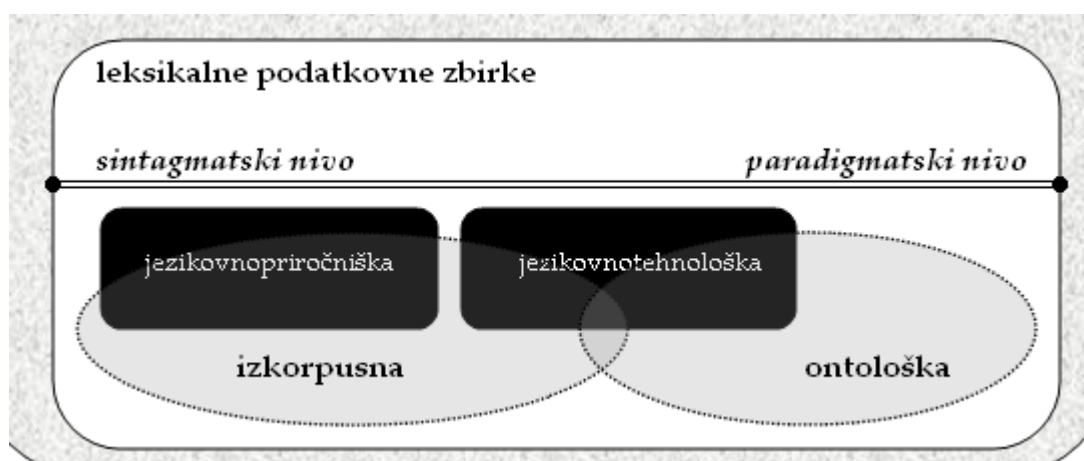 leksikalne podatkovne zbirke
sintagmatski nivo
paradigmatski nivo
jezikovnopriročniška
jezikovnotehnološka
izkorpusna
ontološka